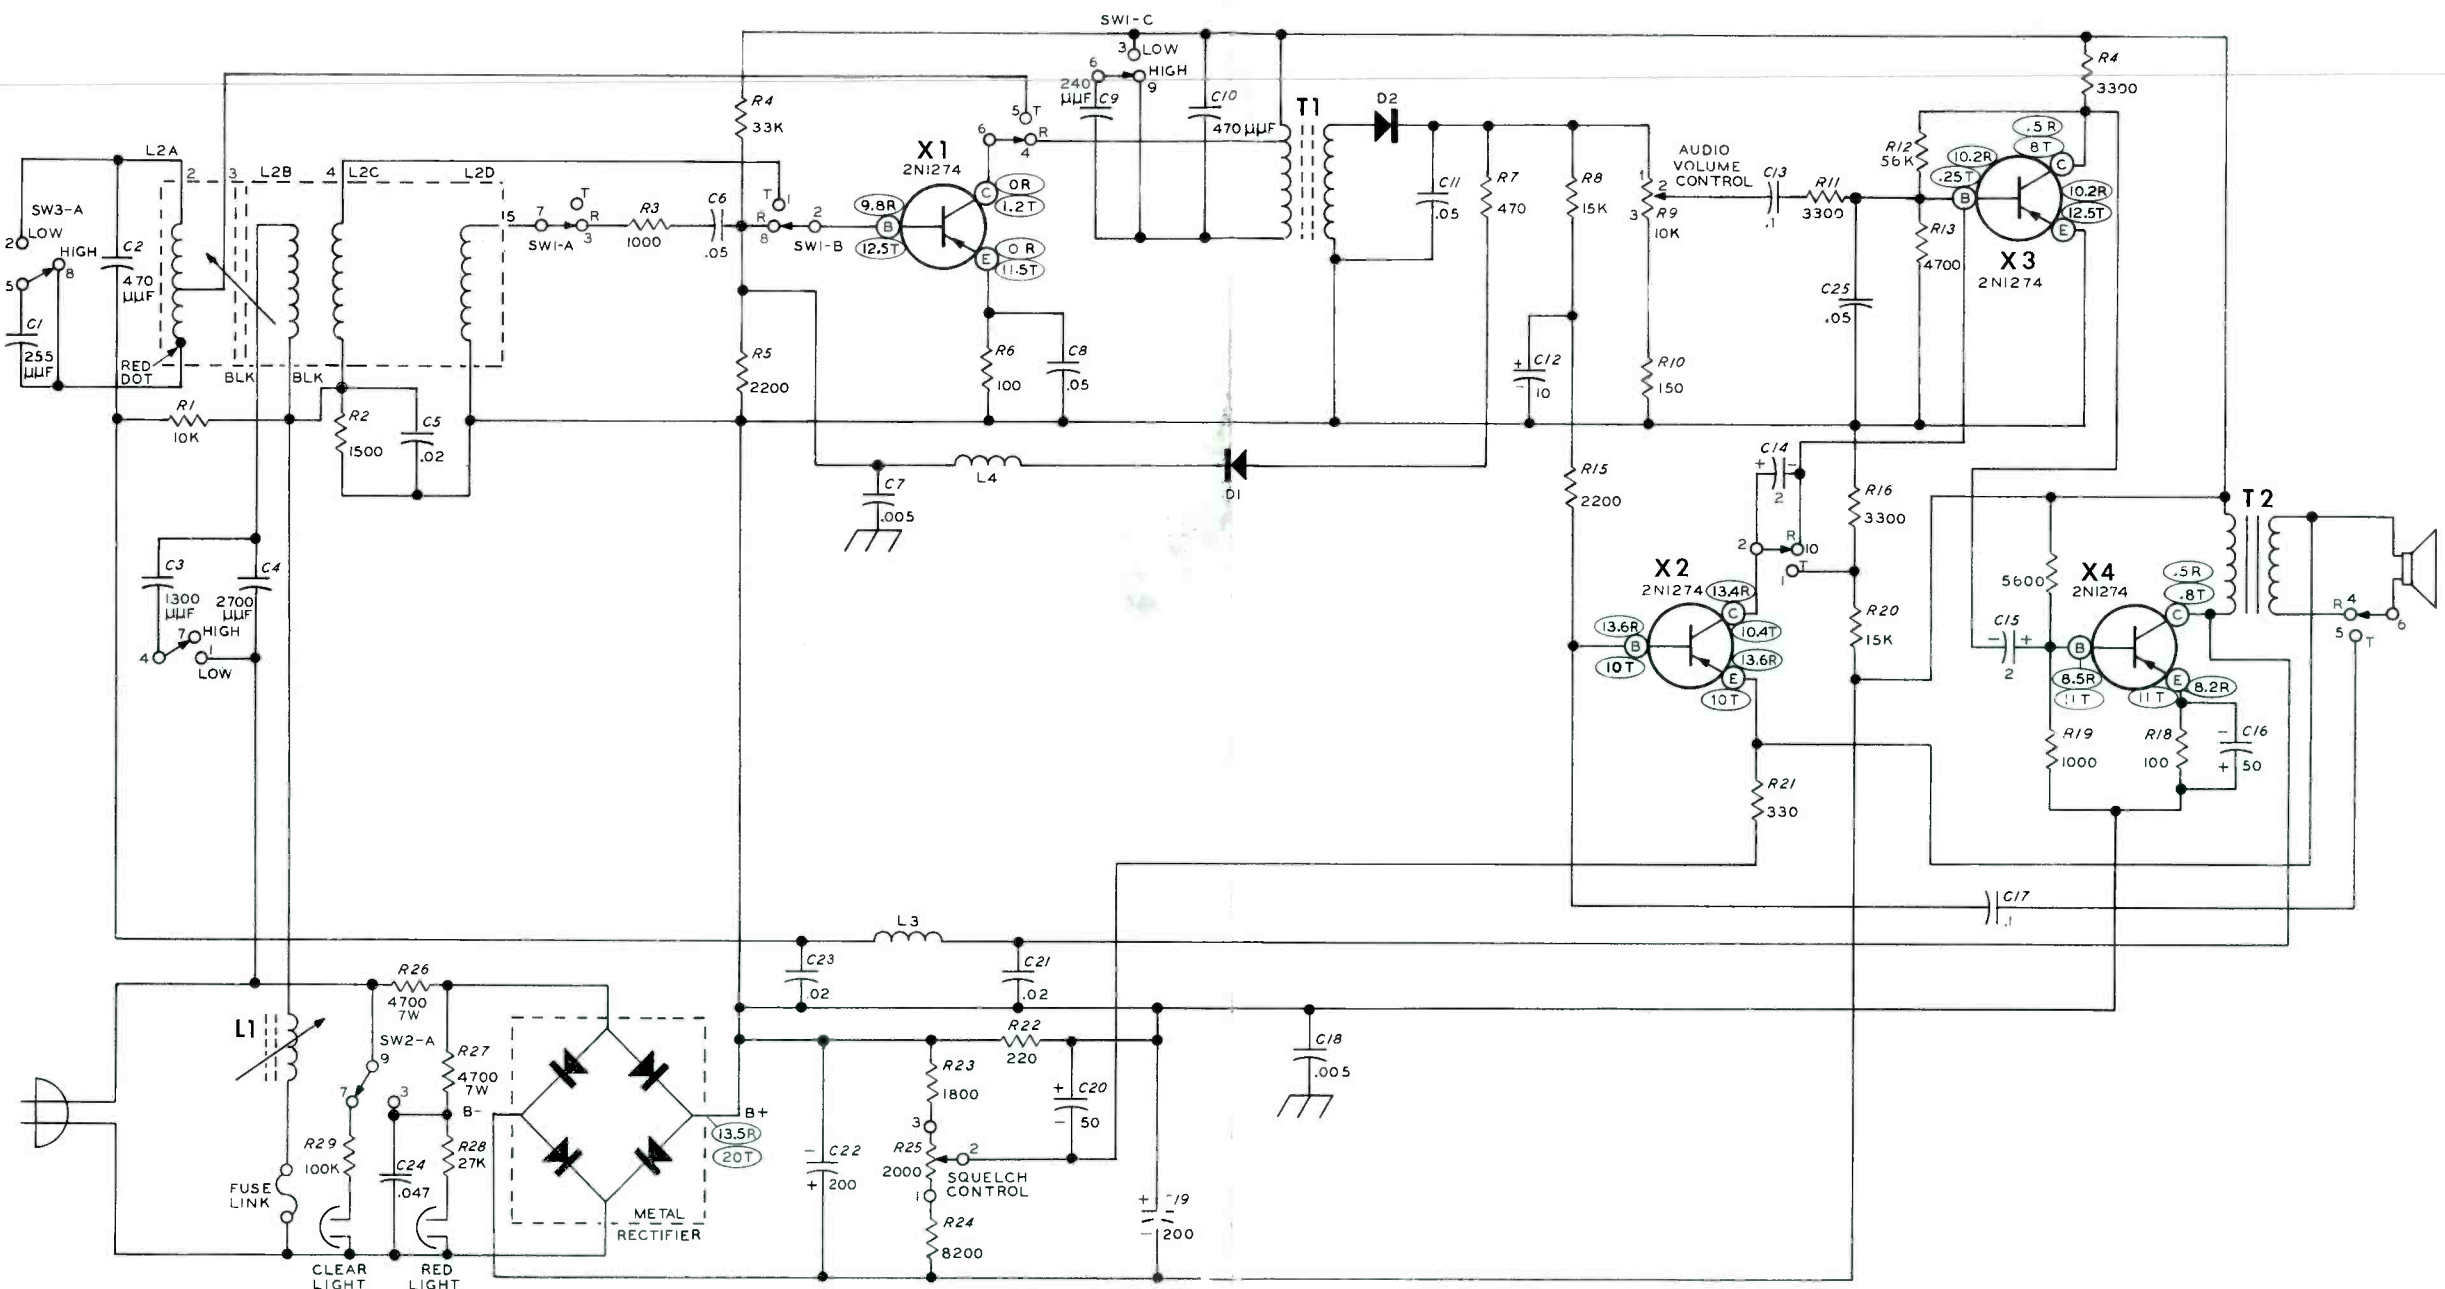 SW1-C
3 LOW
6 HIGH
9
240
µµF C9
C10
470 µµF
T1
D2
R4
33K
R4
3300
5 T
6 R
4
X1
2N1274
C 0R
1.2T
9.8R
B
12.5T
0 R
E 11.5T
L2A
2 3 L2B 4 L2C L2D
SW3-A
2 LOW
HIGH
5 8
C1
255
µµF
C2
470
µµF
RED
DOT
BLK BLK
5 7 T
R
SW1-A 3
R3
1000
C6
.05
T 1
R 2
8 SW1-B
R5
2200
R6
100
C8
.05
R1
10K
R2
1500
C5
.02
C7
.005
L4
D1
C11
.05
R7
470
R8
15K
AUDIO
VOLUME
CONTROL
1 2
3 R9
10K
C13
.1
R11
3300
R12
56K
.5R
8T
C
10.2R
.25T
B
10.2R
12.5T
E
X3
2N1274
R13
4700
C25
.05
+ C12
- 10
R10
150
R15
2200
C14
+ -
2
R16
3300
R
2 10
T
1
X2
2N1274
13.4R
C
10.4T
13.6R
B
10T
13.6R
E
10T
R20
15K
R21
330
5600
X4
2N1274
.5R
.8T
C
C15
- +
2
B
8.5R
11T
11T
E 8.2R
R19
1000
R18
100
- C16
+ 50
T2
R 4
5 T 6
C17
.1
C3
1300
µµF
C4
2700
µµF
7 HIGH
4 1
LOW
L3
C23
.02
C21
.02
R26
4700
7W
L1
SW2-A
9
7 3
R27
4700
7W
B-
R29
100K
C24
.047
R28
27K
FUSE
LINK
CLEAR
LIGHT
RED
LIGHT
METAL
RECTIFIER
B+
13.5R
20T
- C22
+ 200
R23
1800
R22
220
+ C20
- 50
3
R25
2000
2
SQUELCH
CONTROL
1
R24
8200
+ 19
- 200
C18
.005